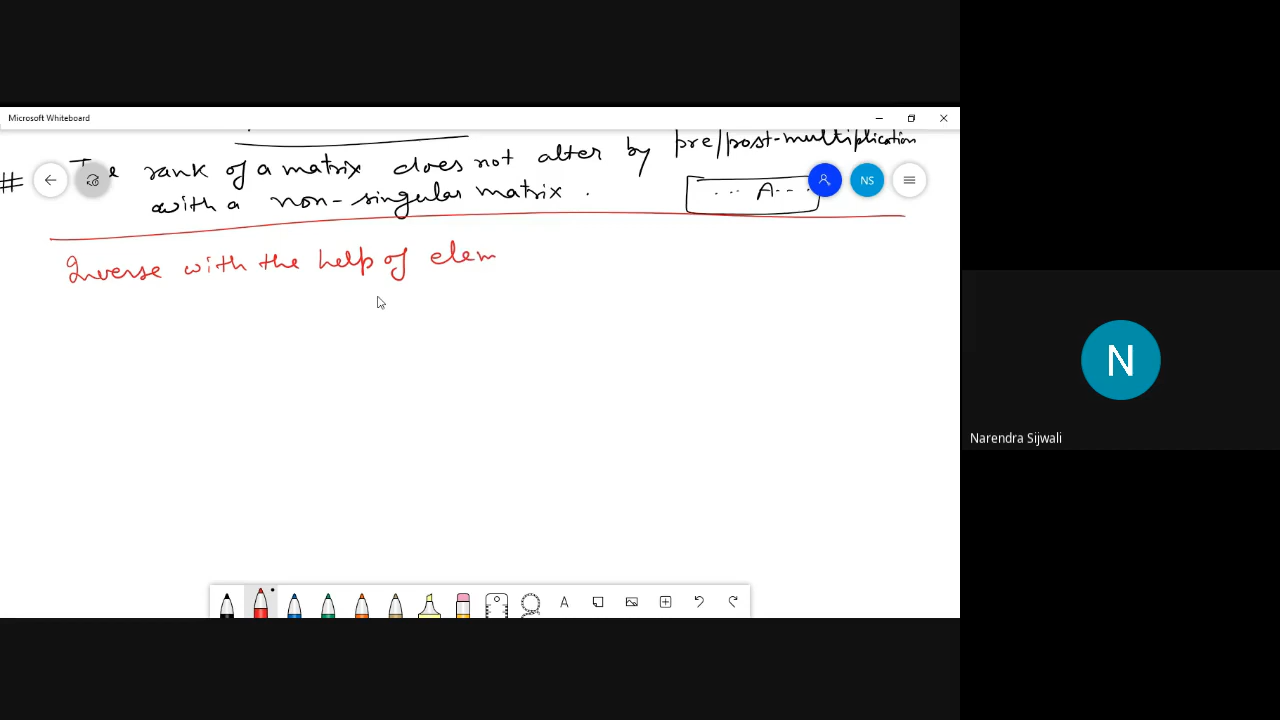 Microsoft Whiteboard
# rank of a matrix does not alter by pre/post-multiplication
with a non-singular matrix . ... A...
NS
Inverse with the help of elem
N
Narendra Sijwali
A